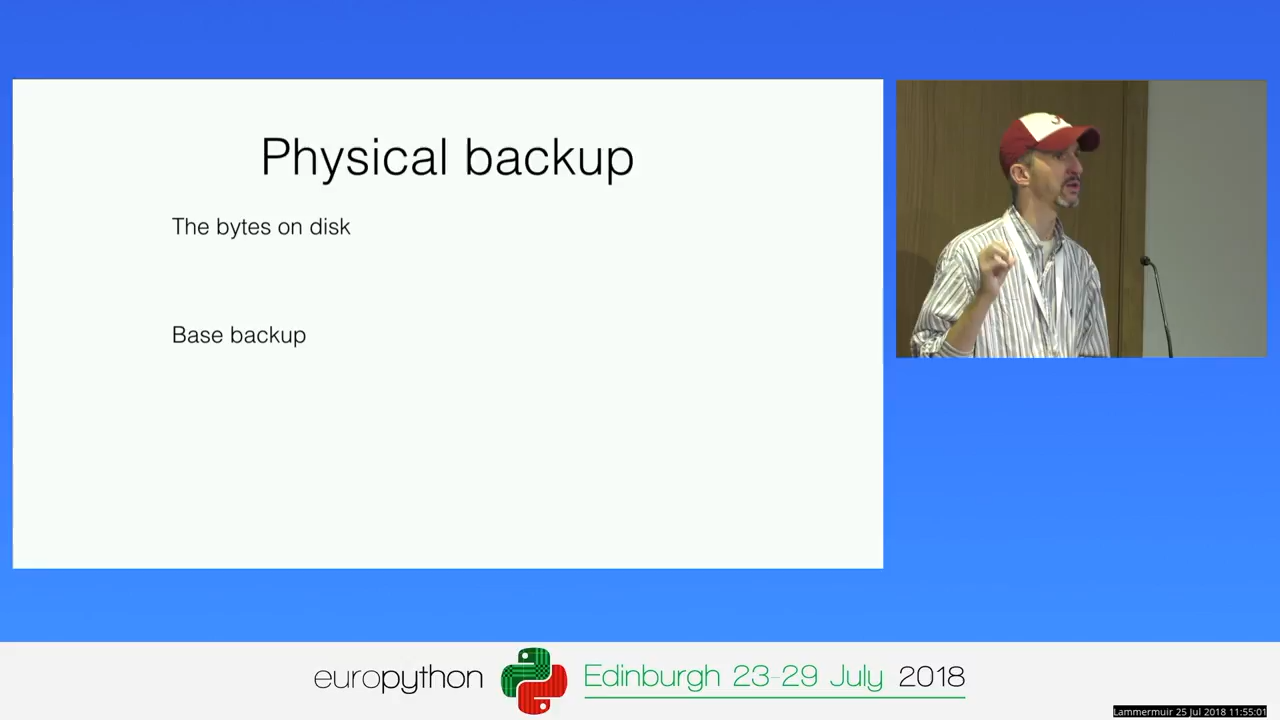 Physical backup
The bytes on disk
Base backup
europython Edinburgh 23-29 July 2018
Lammermuir 25 Jul 2018 11:55:01